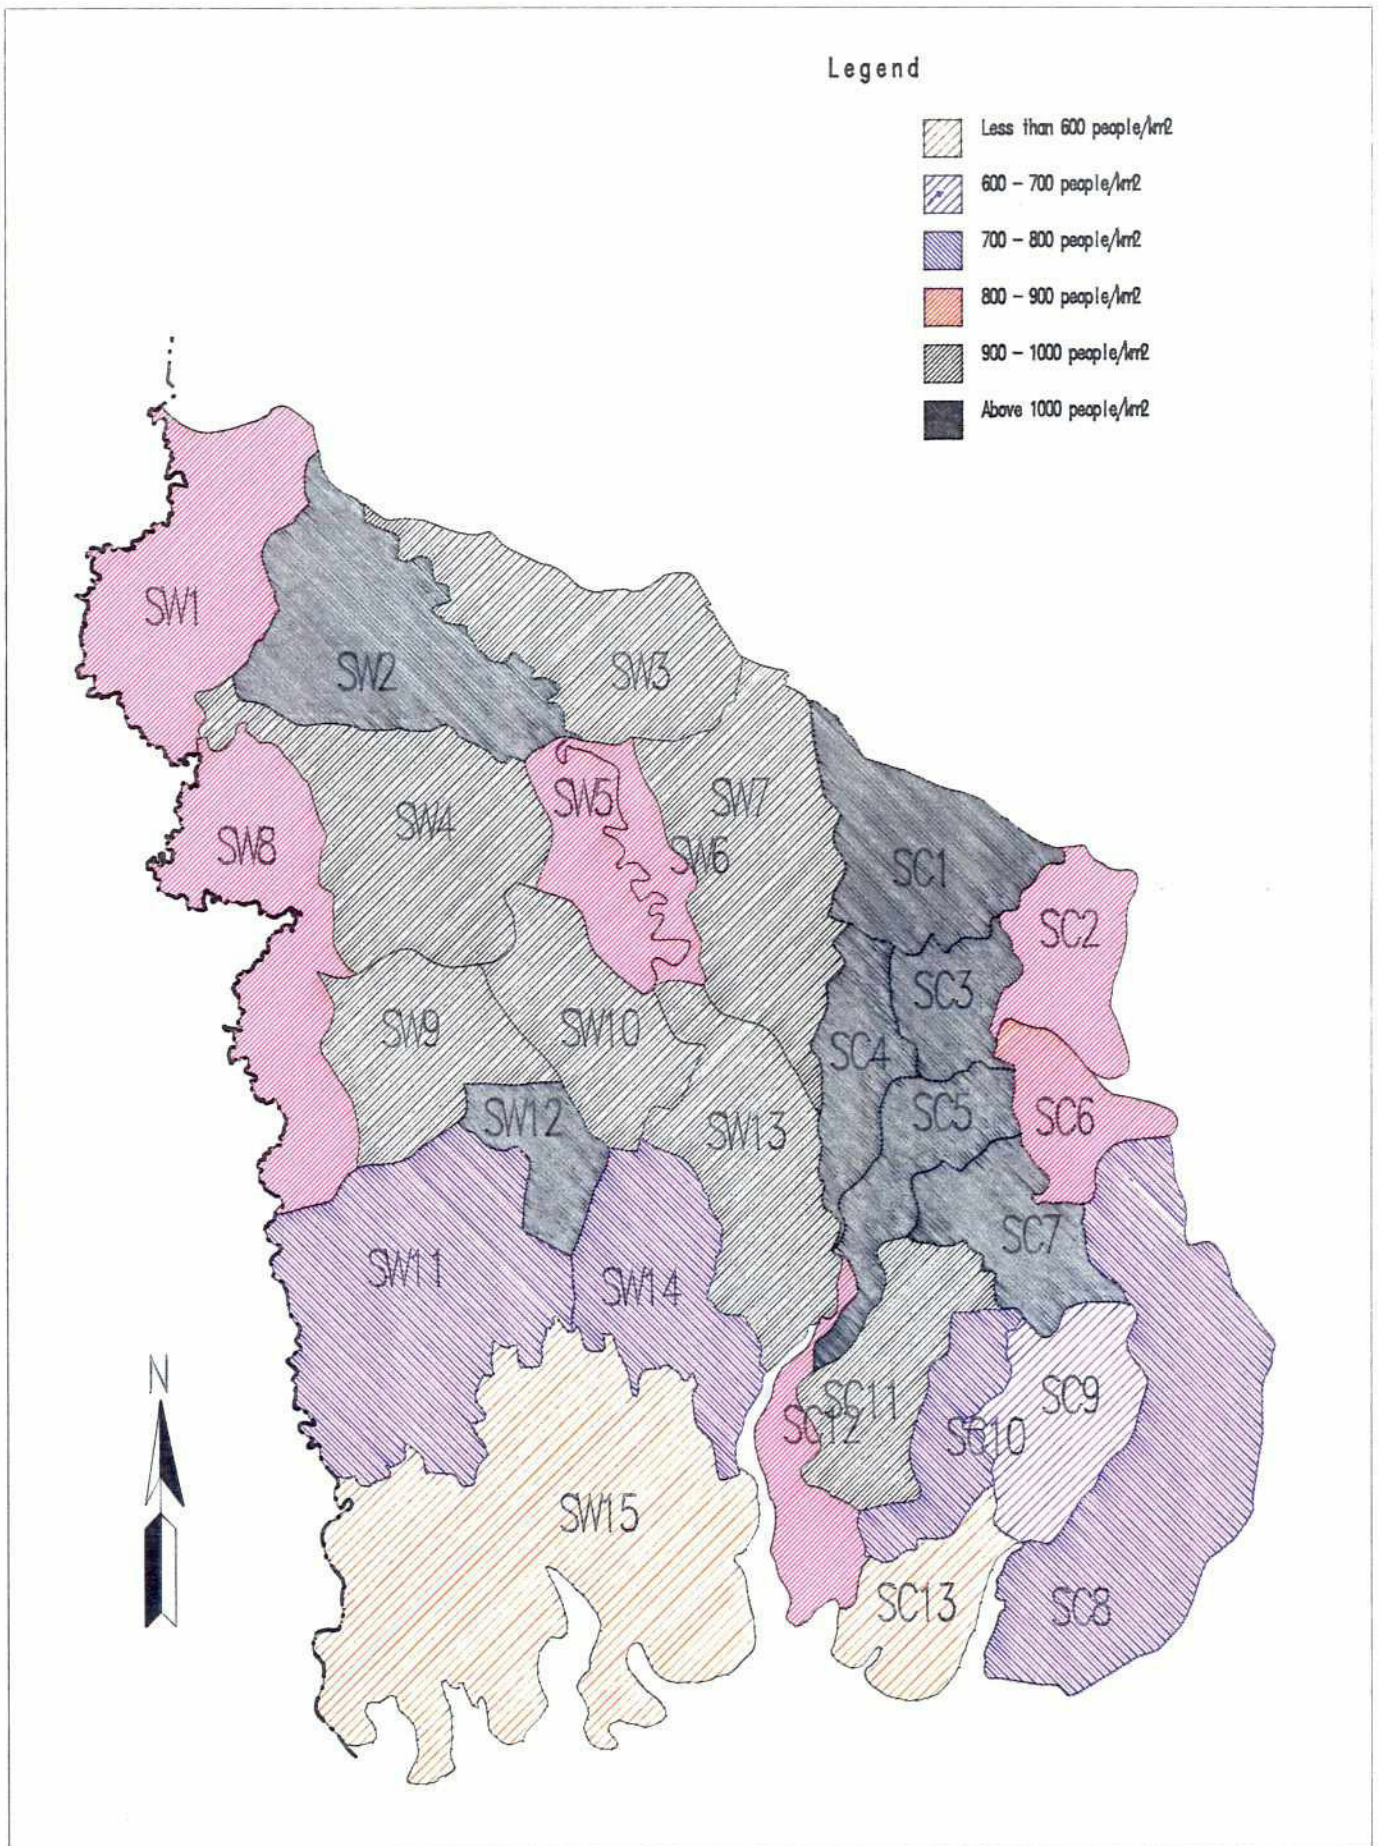 Legend
Less than 600 people/km2
600 - 700 people/km2
700 - 800 people/km2
800 - 900 people/km2
900 - 1000 people/km2
Above 1000 people/km2
SW1
SW2
SW3
SW4
SW5
SW7
SW6
SW8
SC1
SC2
SC3
SW9
SW10
SC4
SC5
SC6
SW12
SW13
SC7
SW11
SW14
SC11
SC9
SC12
SC10
SW15
SC13
SC8
N